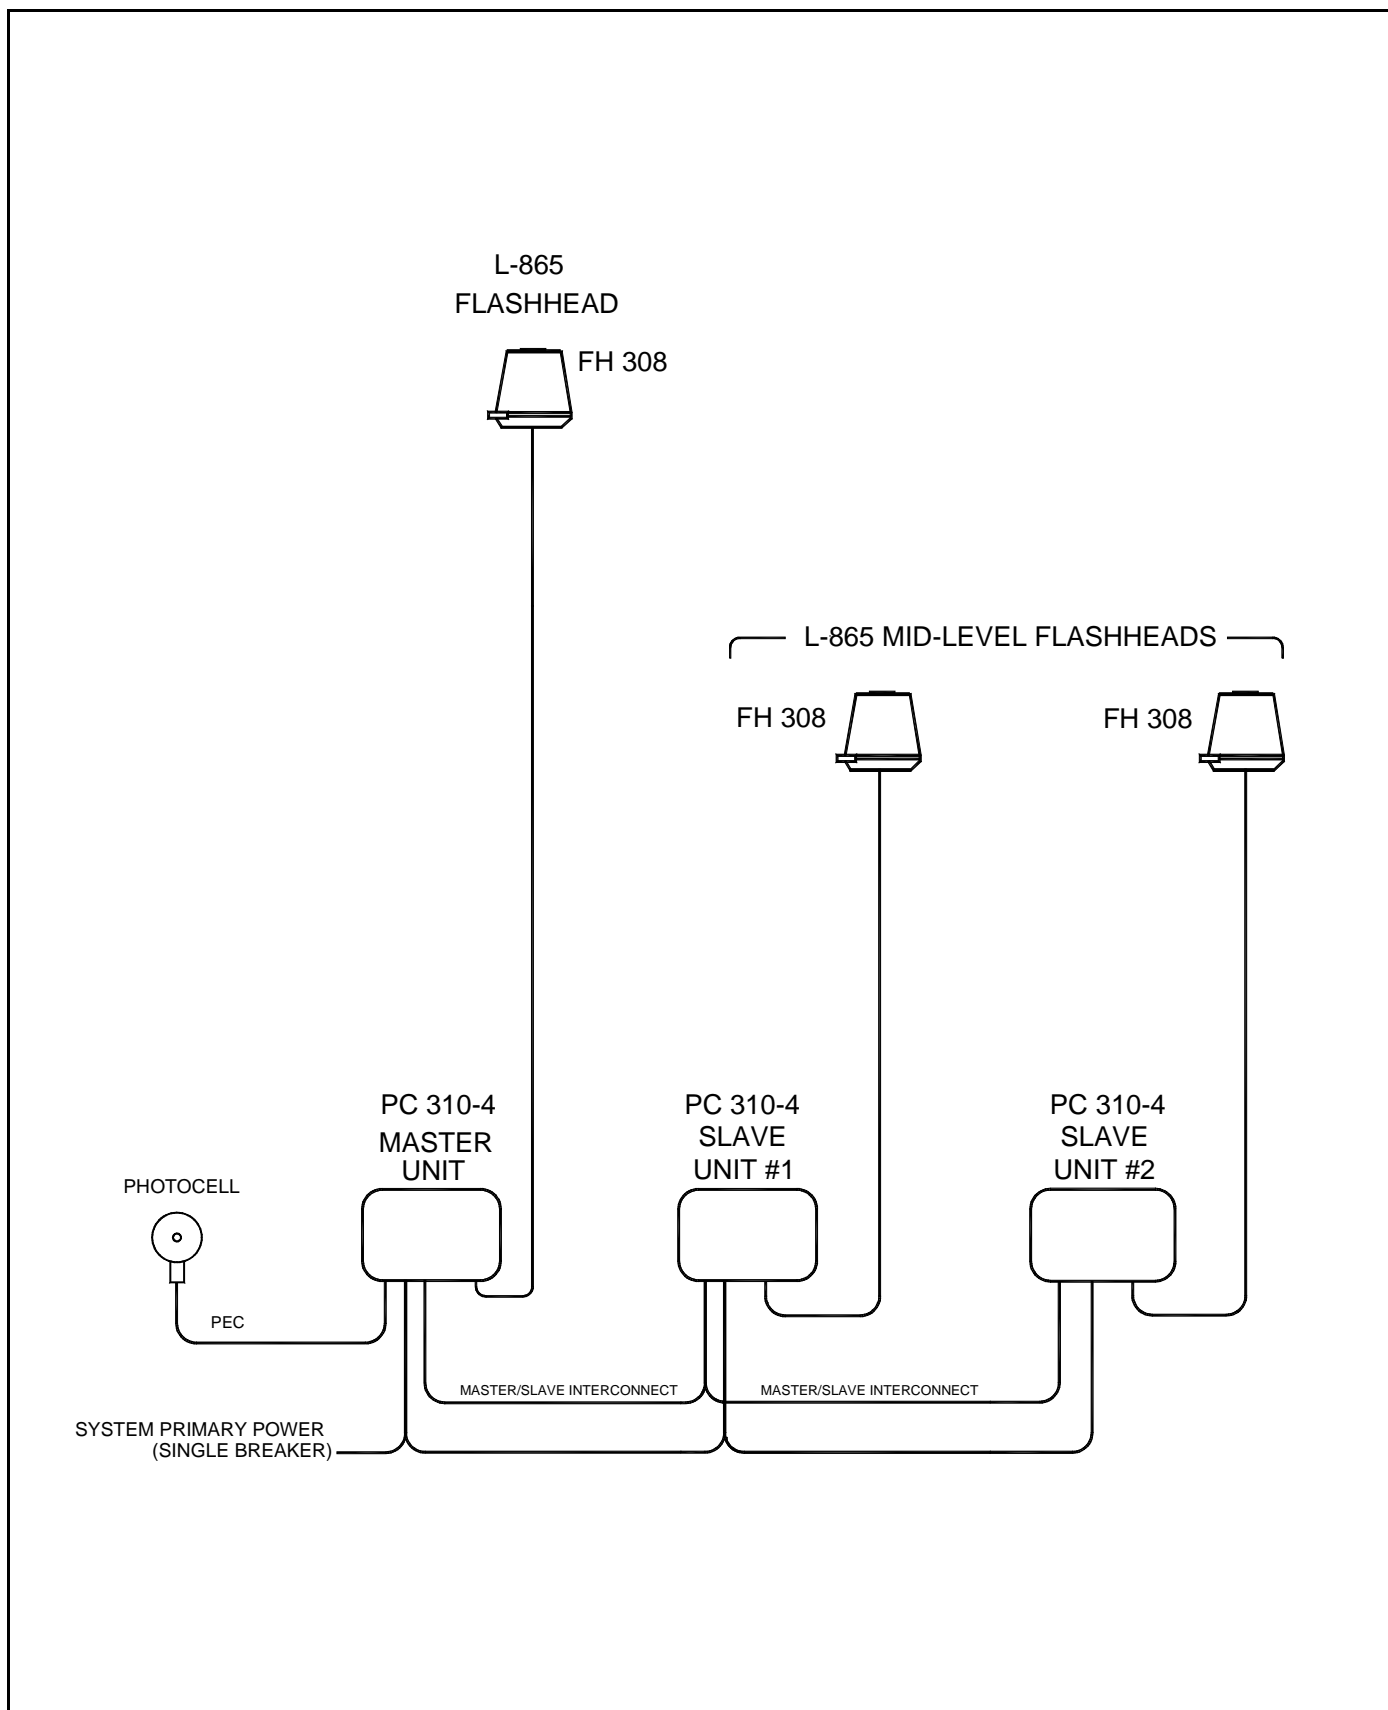 L-865
FLASHHEAD
FH 308
L-865 MID-LEVEL FLASHHEADS
FH 308
FH 308
PC 310-4
MASTER
UNIT
PC 310-4
SLAVE
UNIT #1
PC 310-4
SLAVE
UNIT #2
PHOTOCELL
PEC
MASTER/SLAVE INTERCONNECT
MASTER/SLAVE INTERCONNECT
SYSTEM PRIMARY POWER
(SINGLE BREAKER)